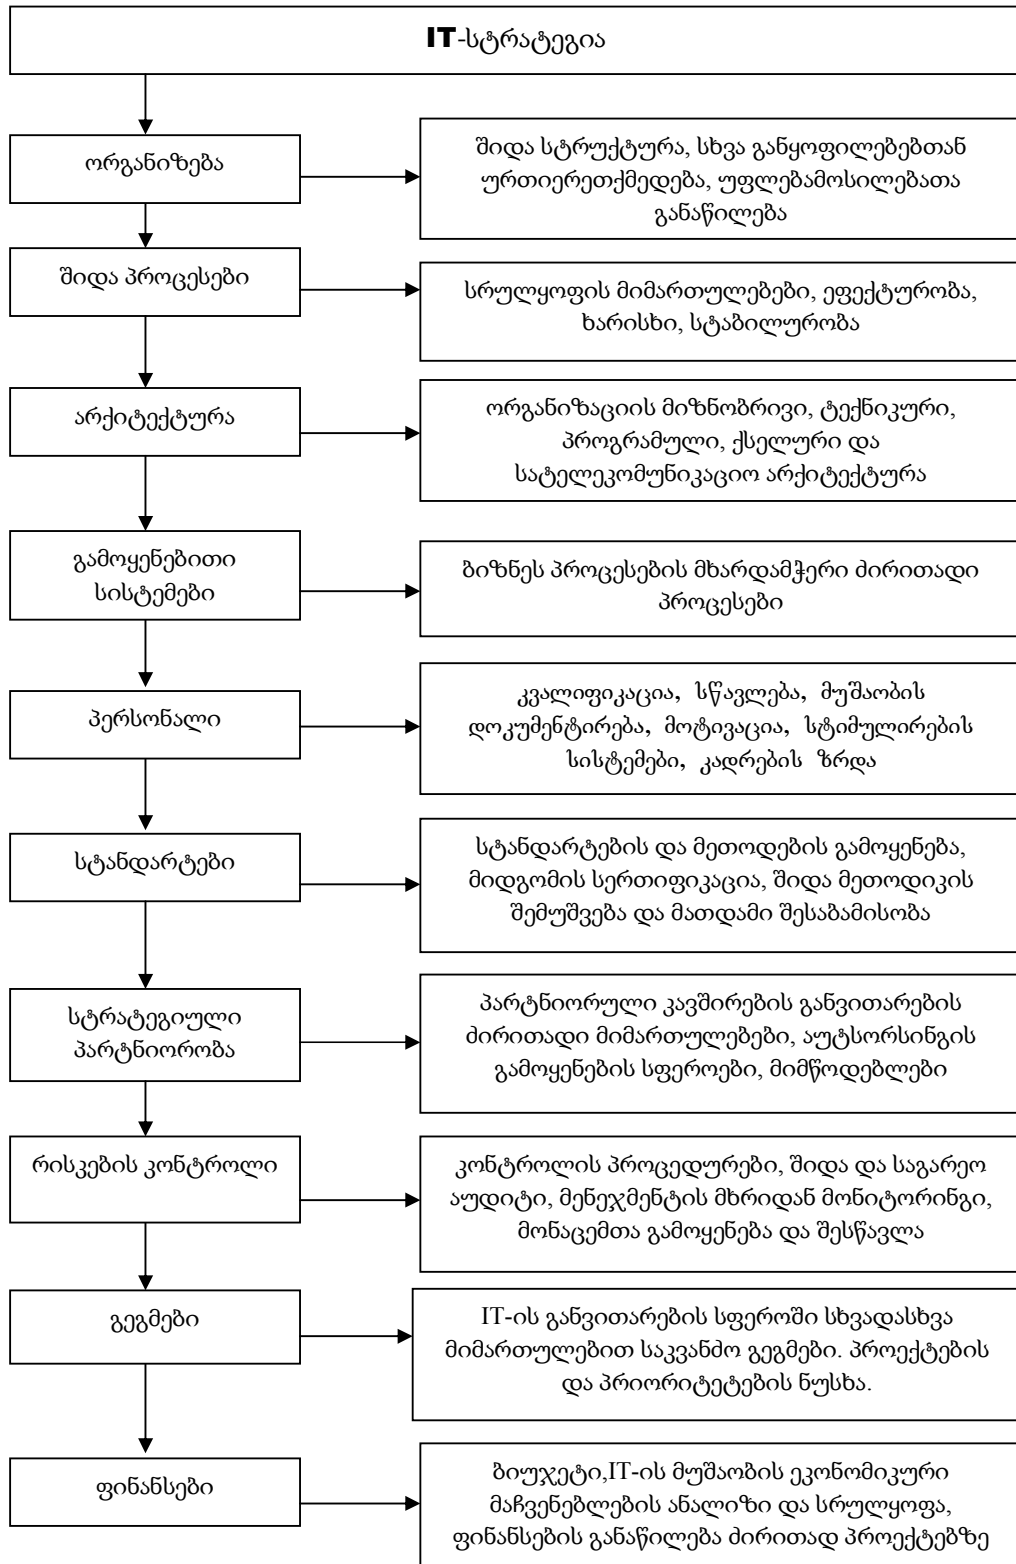 IT-სტრატეგია
ორგანიზება
შიდა სტრუქტურა, სხვა განყოფილებებთან
ურთიერეთქმედება, უფლებამოსილებათა
განაწილება
შიდა პროცესები
სრულყოფის მიმართულებები, ეფექტურობა,
ხარისხი, სტაბილურობა
არქიტექტურა
ორგანიზაციის მიზნობრივი, ტექნიკური,
პროგრამული, ქსელური და
სატელეკომუნიკაციო არქიტექტურა
გამოყენებითი
სისტემები
ბიზნეს პროცესების მხარდამჭერი ძირითადი
პროცესები
პერსონალი
კვალიფიკაცია, სწავლება, მუშაობის
დოკუმენტირება, მოტივაცია, სტიმულირების
სისტემები, კადრების ზრდა
სტანდარტები
სტანდარტების და მეთოდების გამოყენება,
მიდგომის სერთიფიკაცია, შიდა მეთოდიკის
შემუშვება და მათდამი შესაბამისობა
სტრატეგიული
პარტნიორობა
პარტნიორული კავშირების განვითარების
ძირითადი მიმართულებები, აუტსორსინგის
გამოყენების სფეროები, მიმწოდებლები
რისკების კონტროლი
კონტროლის პროცედურები, შიდა და საგარეო
აუდიტი, მენეჯმენტის მხრიდან მონიტორინგი,
მონაცემთა გამოყენება და შესწავლა
გეგმები
IT-ის განვითარების სფეროში სხვადასხვა
მიმართულებით საკვანძო გეგმები. პროექტების
და პრიორიტეტების ნუსხა.
ფინანსები
ბიუჯეტი,IT-ის მუშაობის ეკონომიკური
მაჩვენებლების ანალიზი და სრულყოფა,
ფინანსების განაწილება ძირითად პროექტებზე